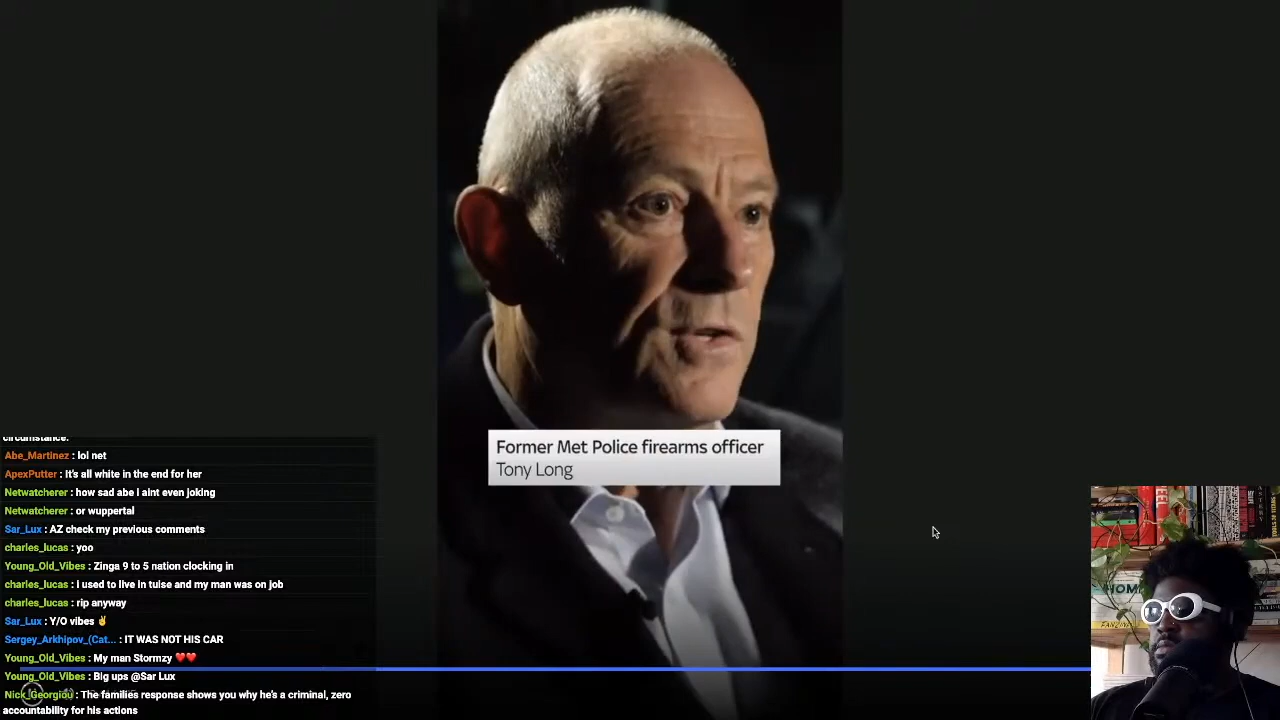 Former Met Police firearms officer
Tony Long
circumstance.
Abe_Martinez : lol net
ApexPutter : It's all white in the end for her
Netwatcherer : how sad abe i aint even joking
Netwatcherer : or wuppertal
Sar_Lux : AZ check my previous comments
charles_lucas : yoo
Young_Old_Vibes : Zinga 9 to 5 nation clocking in
charles_lucas : i used to live in tulse and my man was on job
charles_lucas : rip anyway
Sar_Lux : Y/O vibes ✌
Sergey_Arkhipov_(Cat... : IT WAS NOT HIS CAR
Young_Old_Vibes : My man Stormzy ❤❤
Young_Old_Vibes : Big ups @Sar Lux
Nick_Georgiou : The families response shows you why he's a criminal, zero
accountability for his actions
HOME
FANZINE